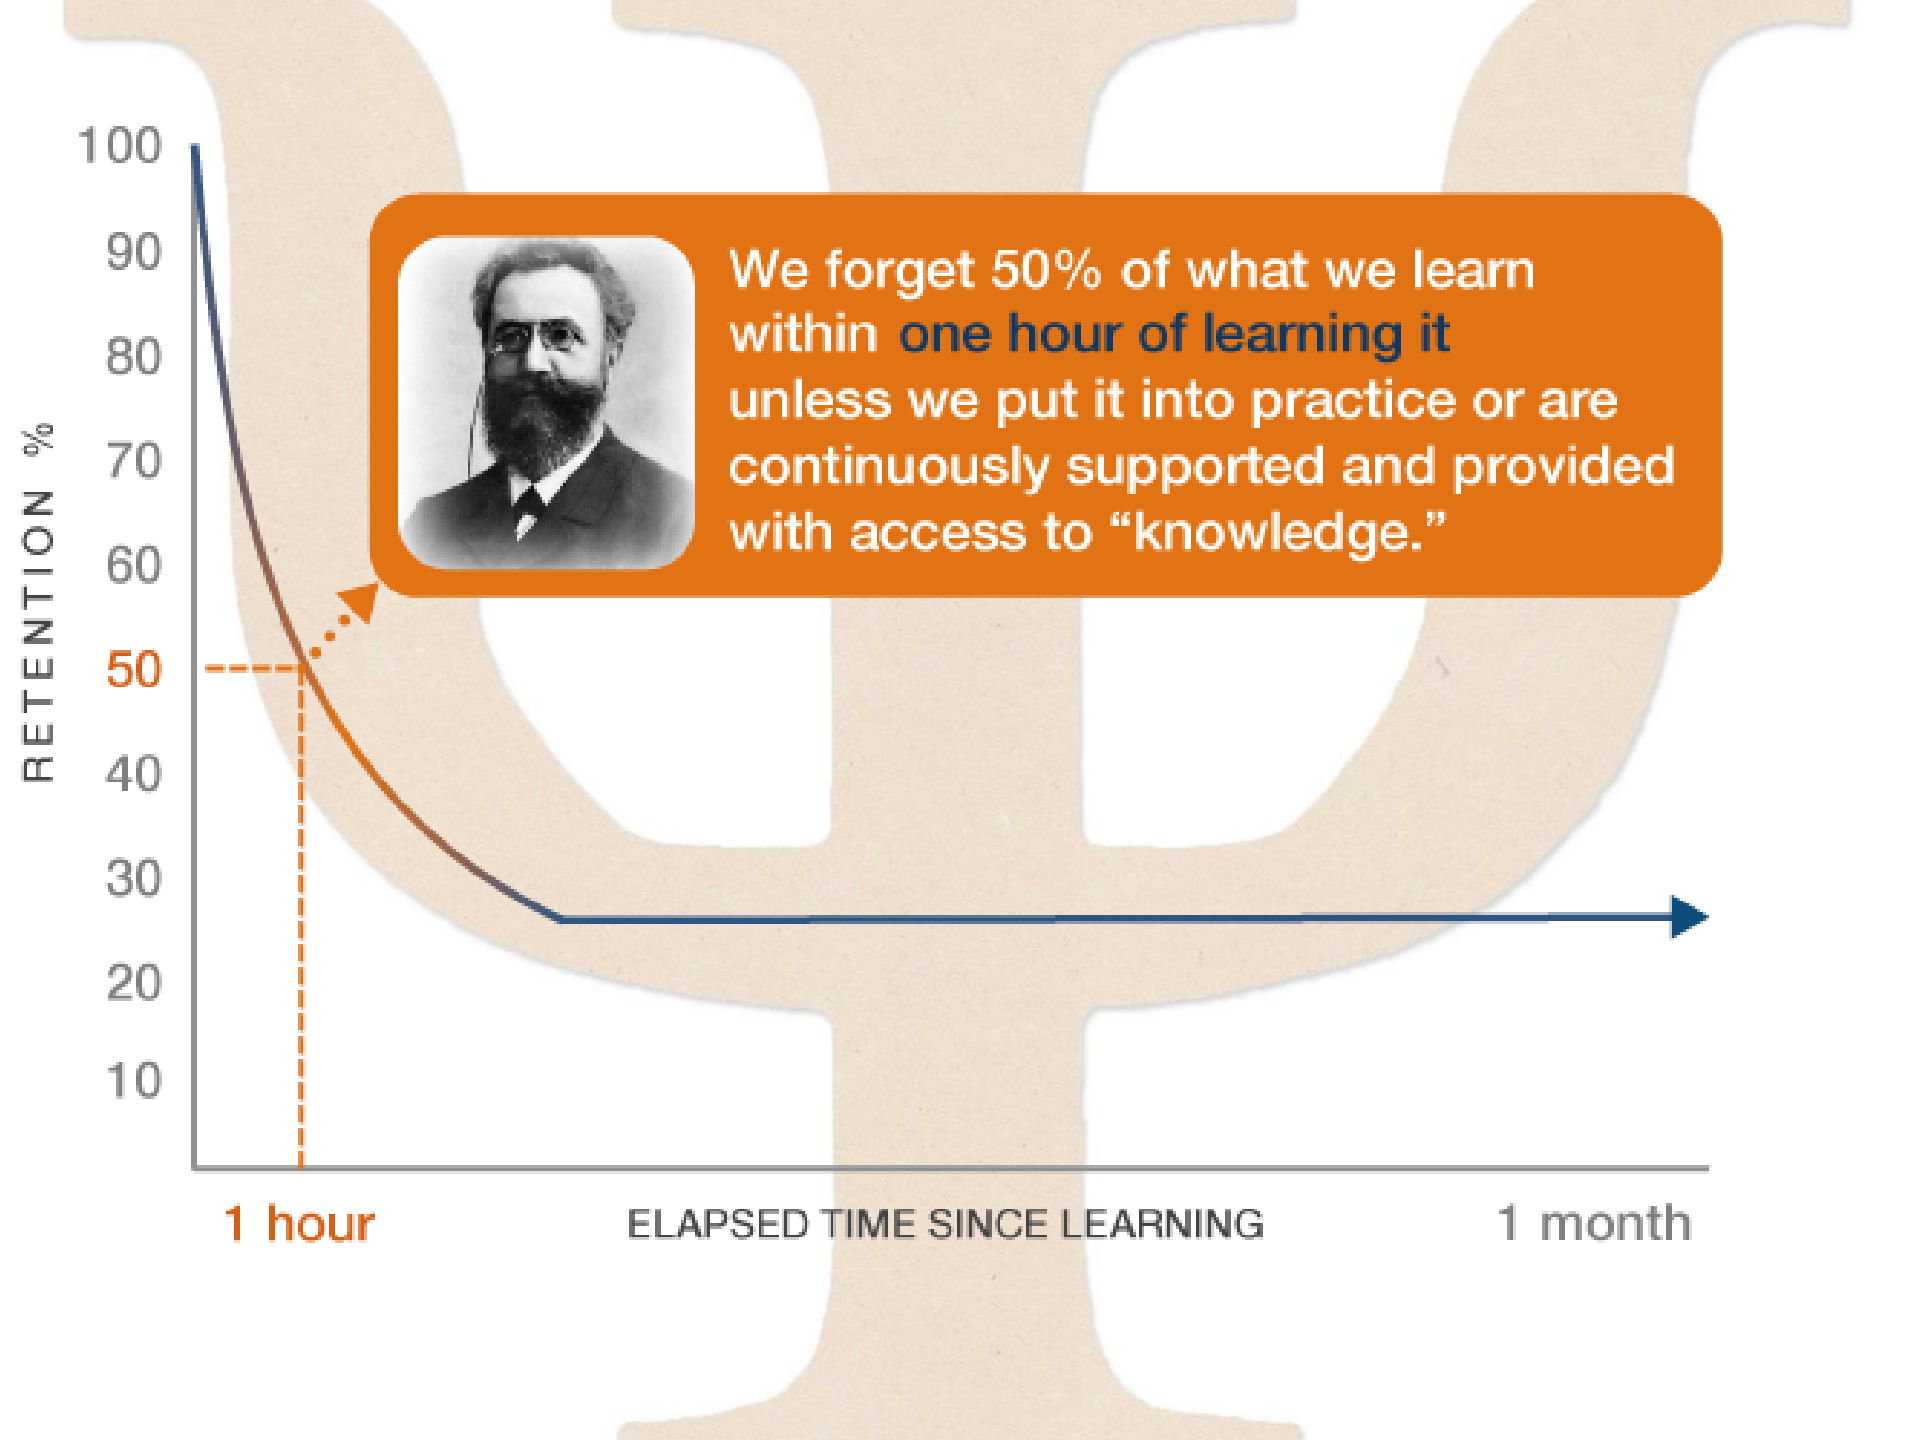 100
90
80
70
60
50
40
30
20
10
RETENTION %
We forget 50% of what we learn
within one hour of learning it
unless we put it into practice or are
continuously supported and provided
with access to “knowledge.”
1 hour
ELAPSED TIME SINCE LEARNING
1 month